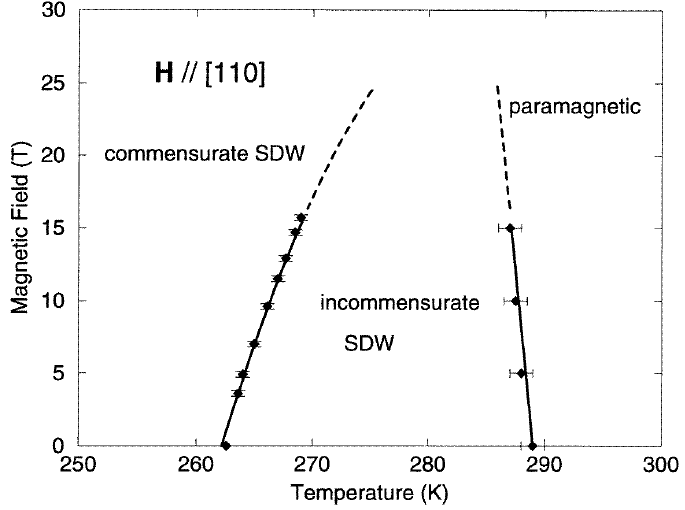 30
25
20
15
10
5
0
Magnetic Field (T)
H // [110]
commensurate SDW
paramagnetic
incommensurate
SDW
250
260
270
280
290
300
Temperature (K)